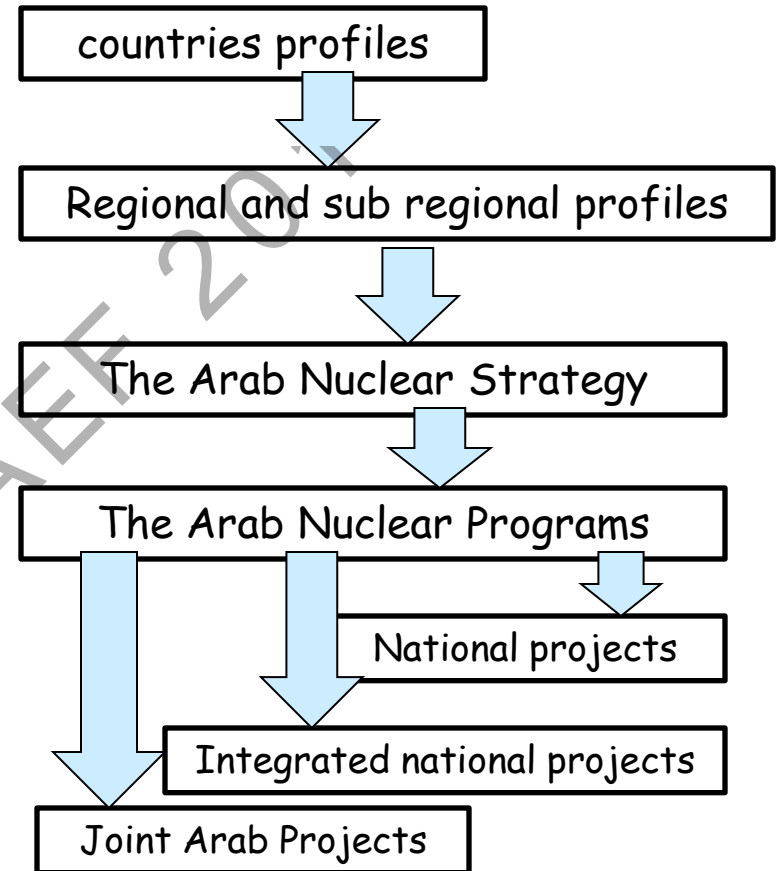 countries profiles
Regional and sub regional profiles
The Arab Nuclear Strategy
The Arab Nuclear Programs
National projects
Integrated national projects
Joint Arab Projects